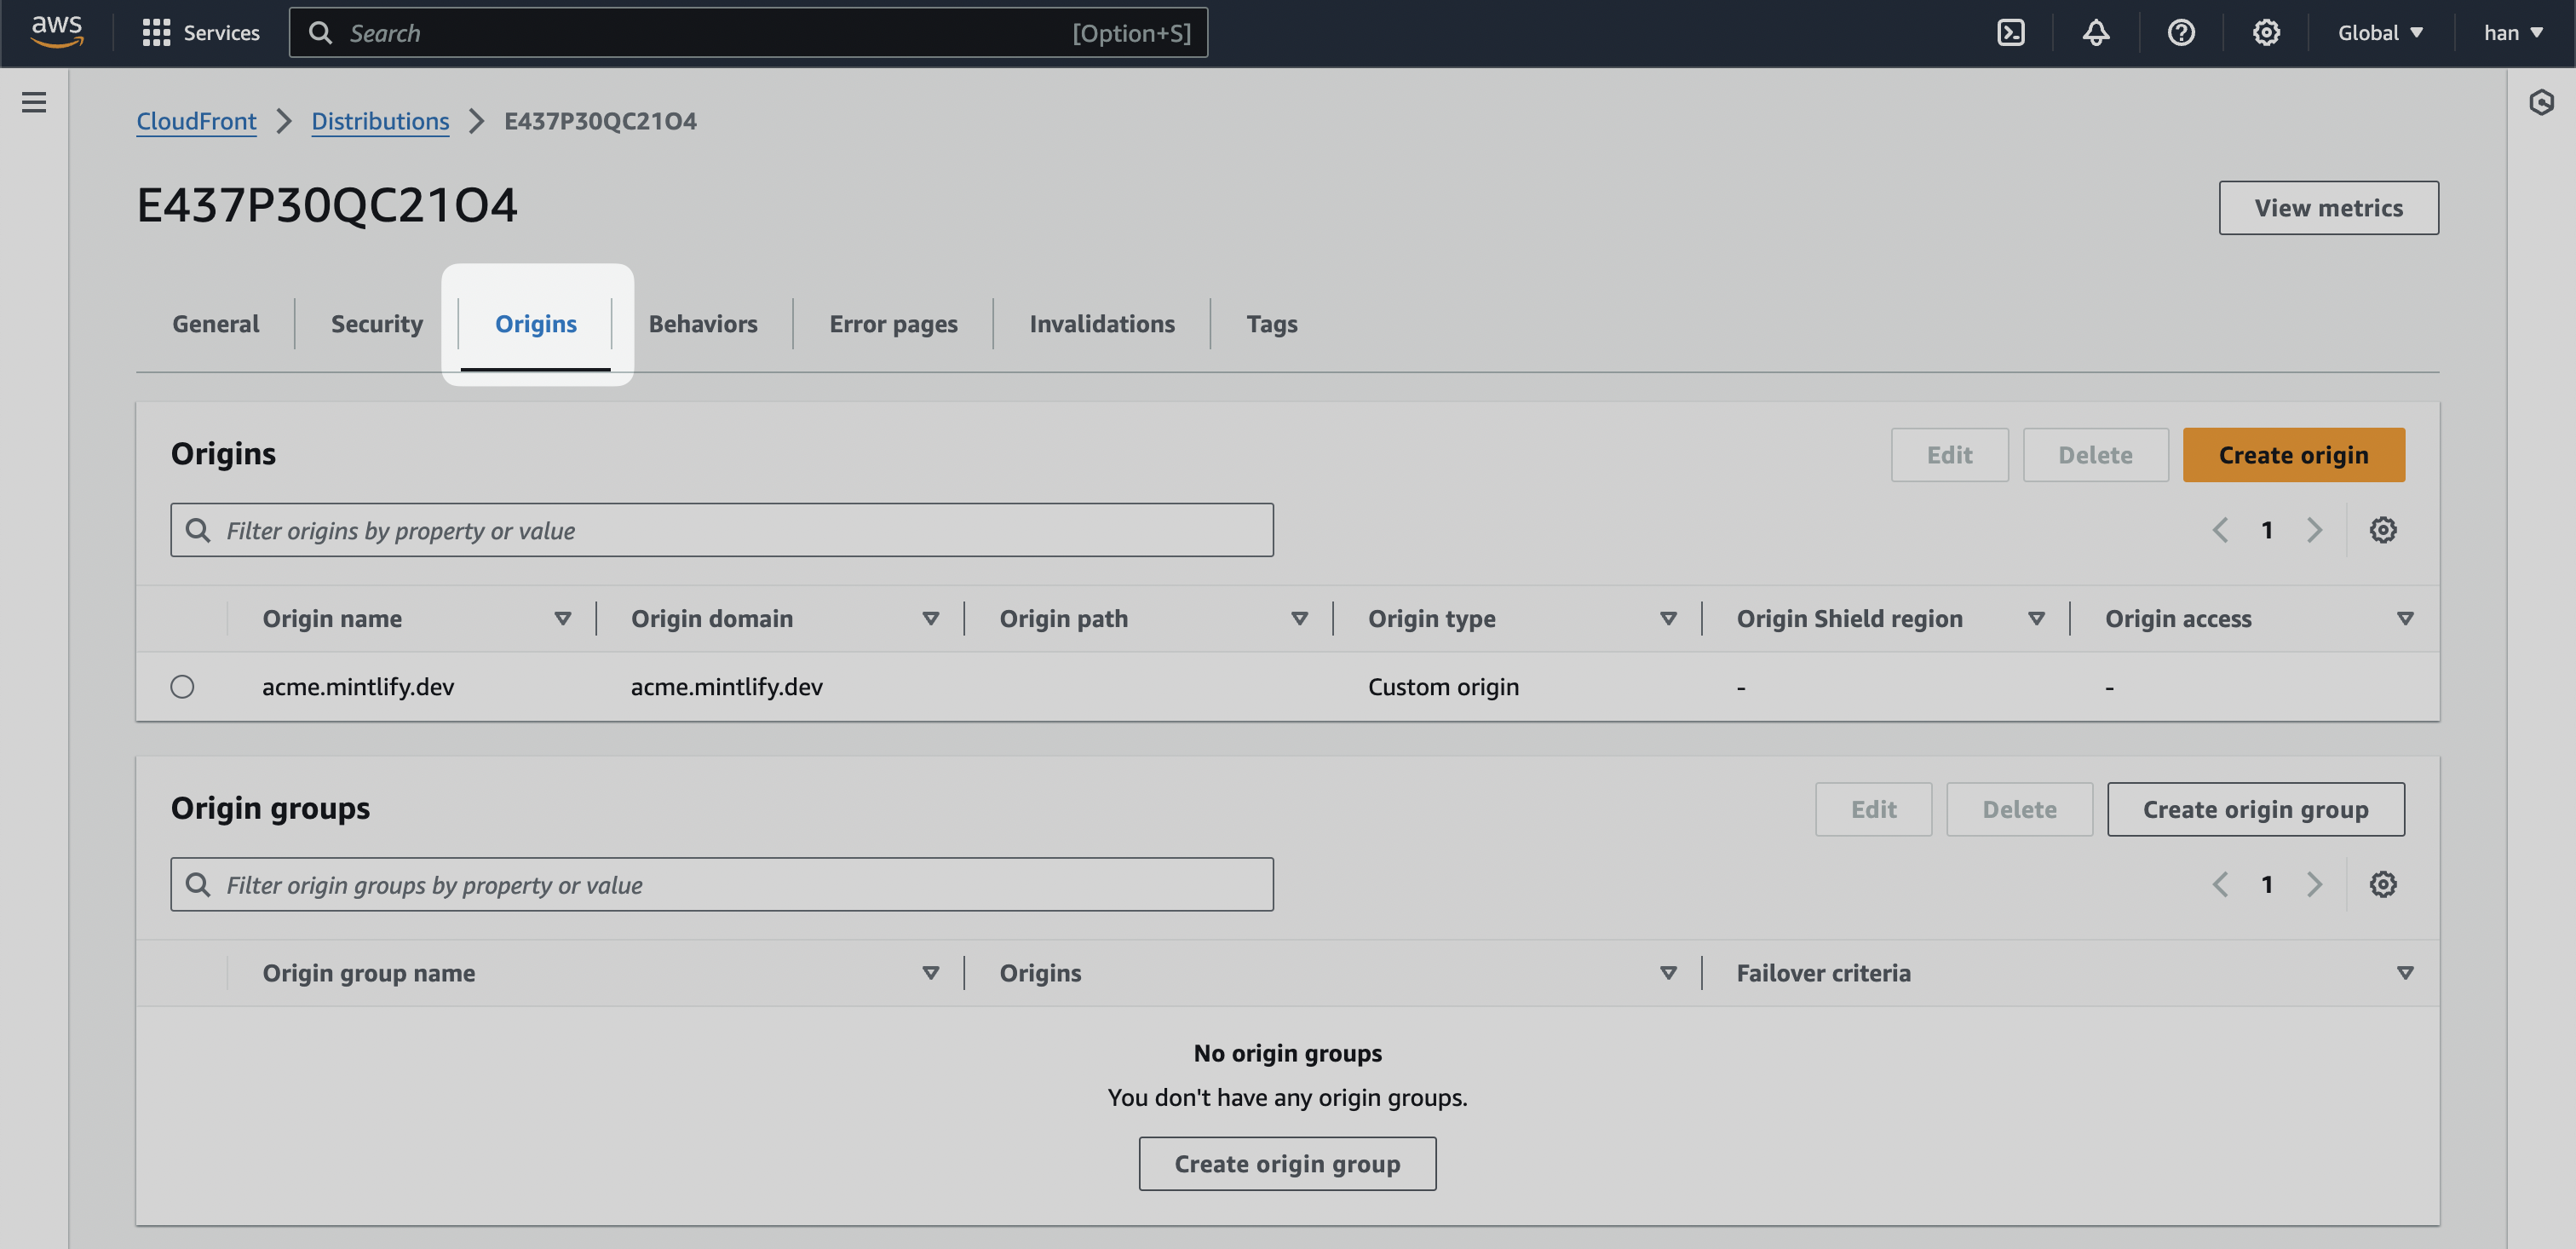 aws Services Search [Option+S] Global han
CloudFront Distributions E437P30QC21O4
E437P30QC21O4
View metrics
General Security Origins Behaviors Error pages Invalidations Tags
Origins
Edit Delete Create origin
Filter origins by property or value
1
Origin name Origin domain Origin path Origin type Origin Shield region Origin access
acme.mintlify.dev acme.mintlify.dev Custom origin - -
Origin groups
Edit Delete Create origin group
Filter origin groups by property or value
1
Origin group name Origins Failover criteria
No origin groups
You don't have any origin groups.
Create origin group